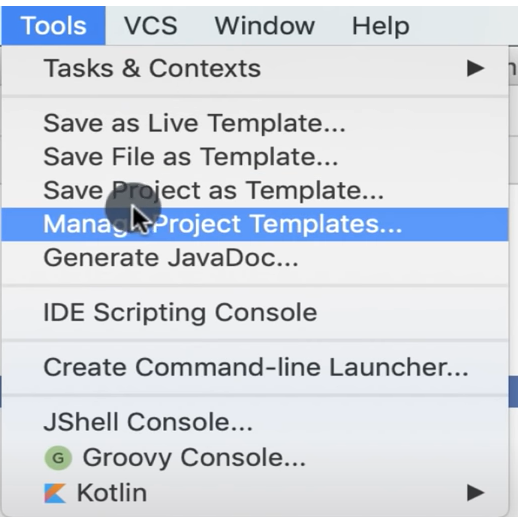 Tools VCS Window Help
Tasks & Contexts
Save as Live Template...
Save File as Template...
Save Project as Template...
Manage Project Templates...
Generate JavaDoc...
IDE Scripting Console
Create Command-line Launcher...
JShell Console...
G Groovy Console...
Kotlin